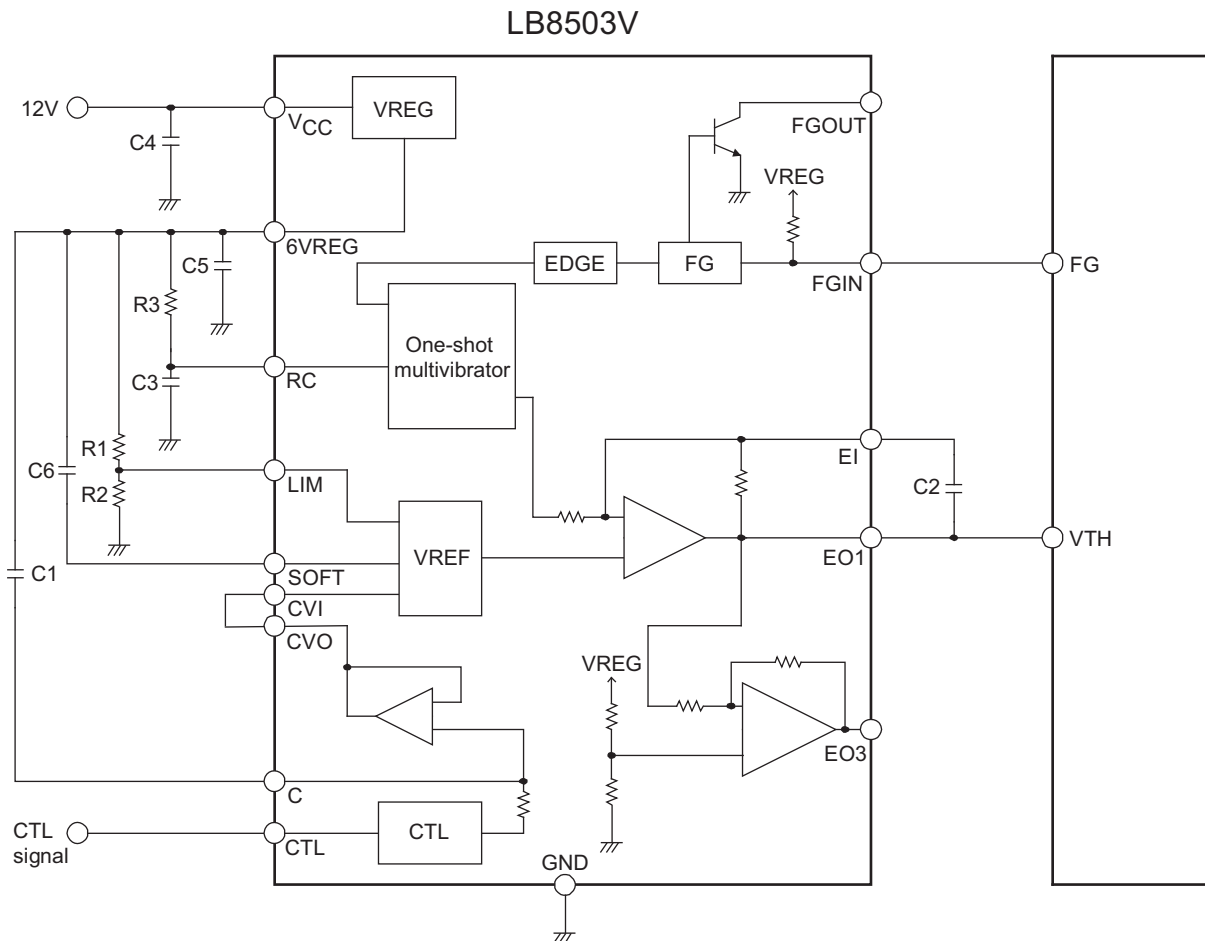 LB8503V
12V
C4
VCC
VREG
FGOUT
VREG
6VREG
C5
R3
EDGE
FG
FGIN
FG
One-shot
multivibrator
C3
RC
R1
C6
R2
LIM
EI
C2
C1
VREF
SOFT
CVI
CVO
EO1
VTH
VREG
EO3
C
CTL
signal
CTL
CTL
GND